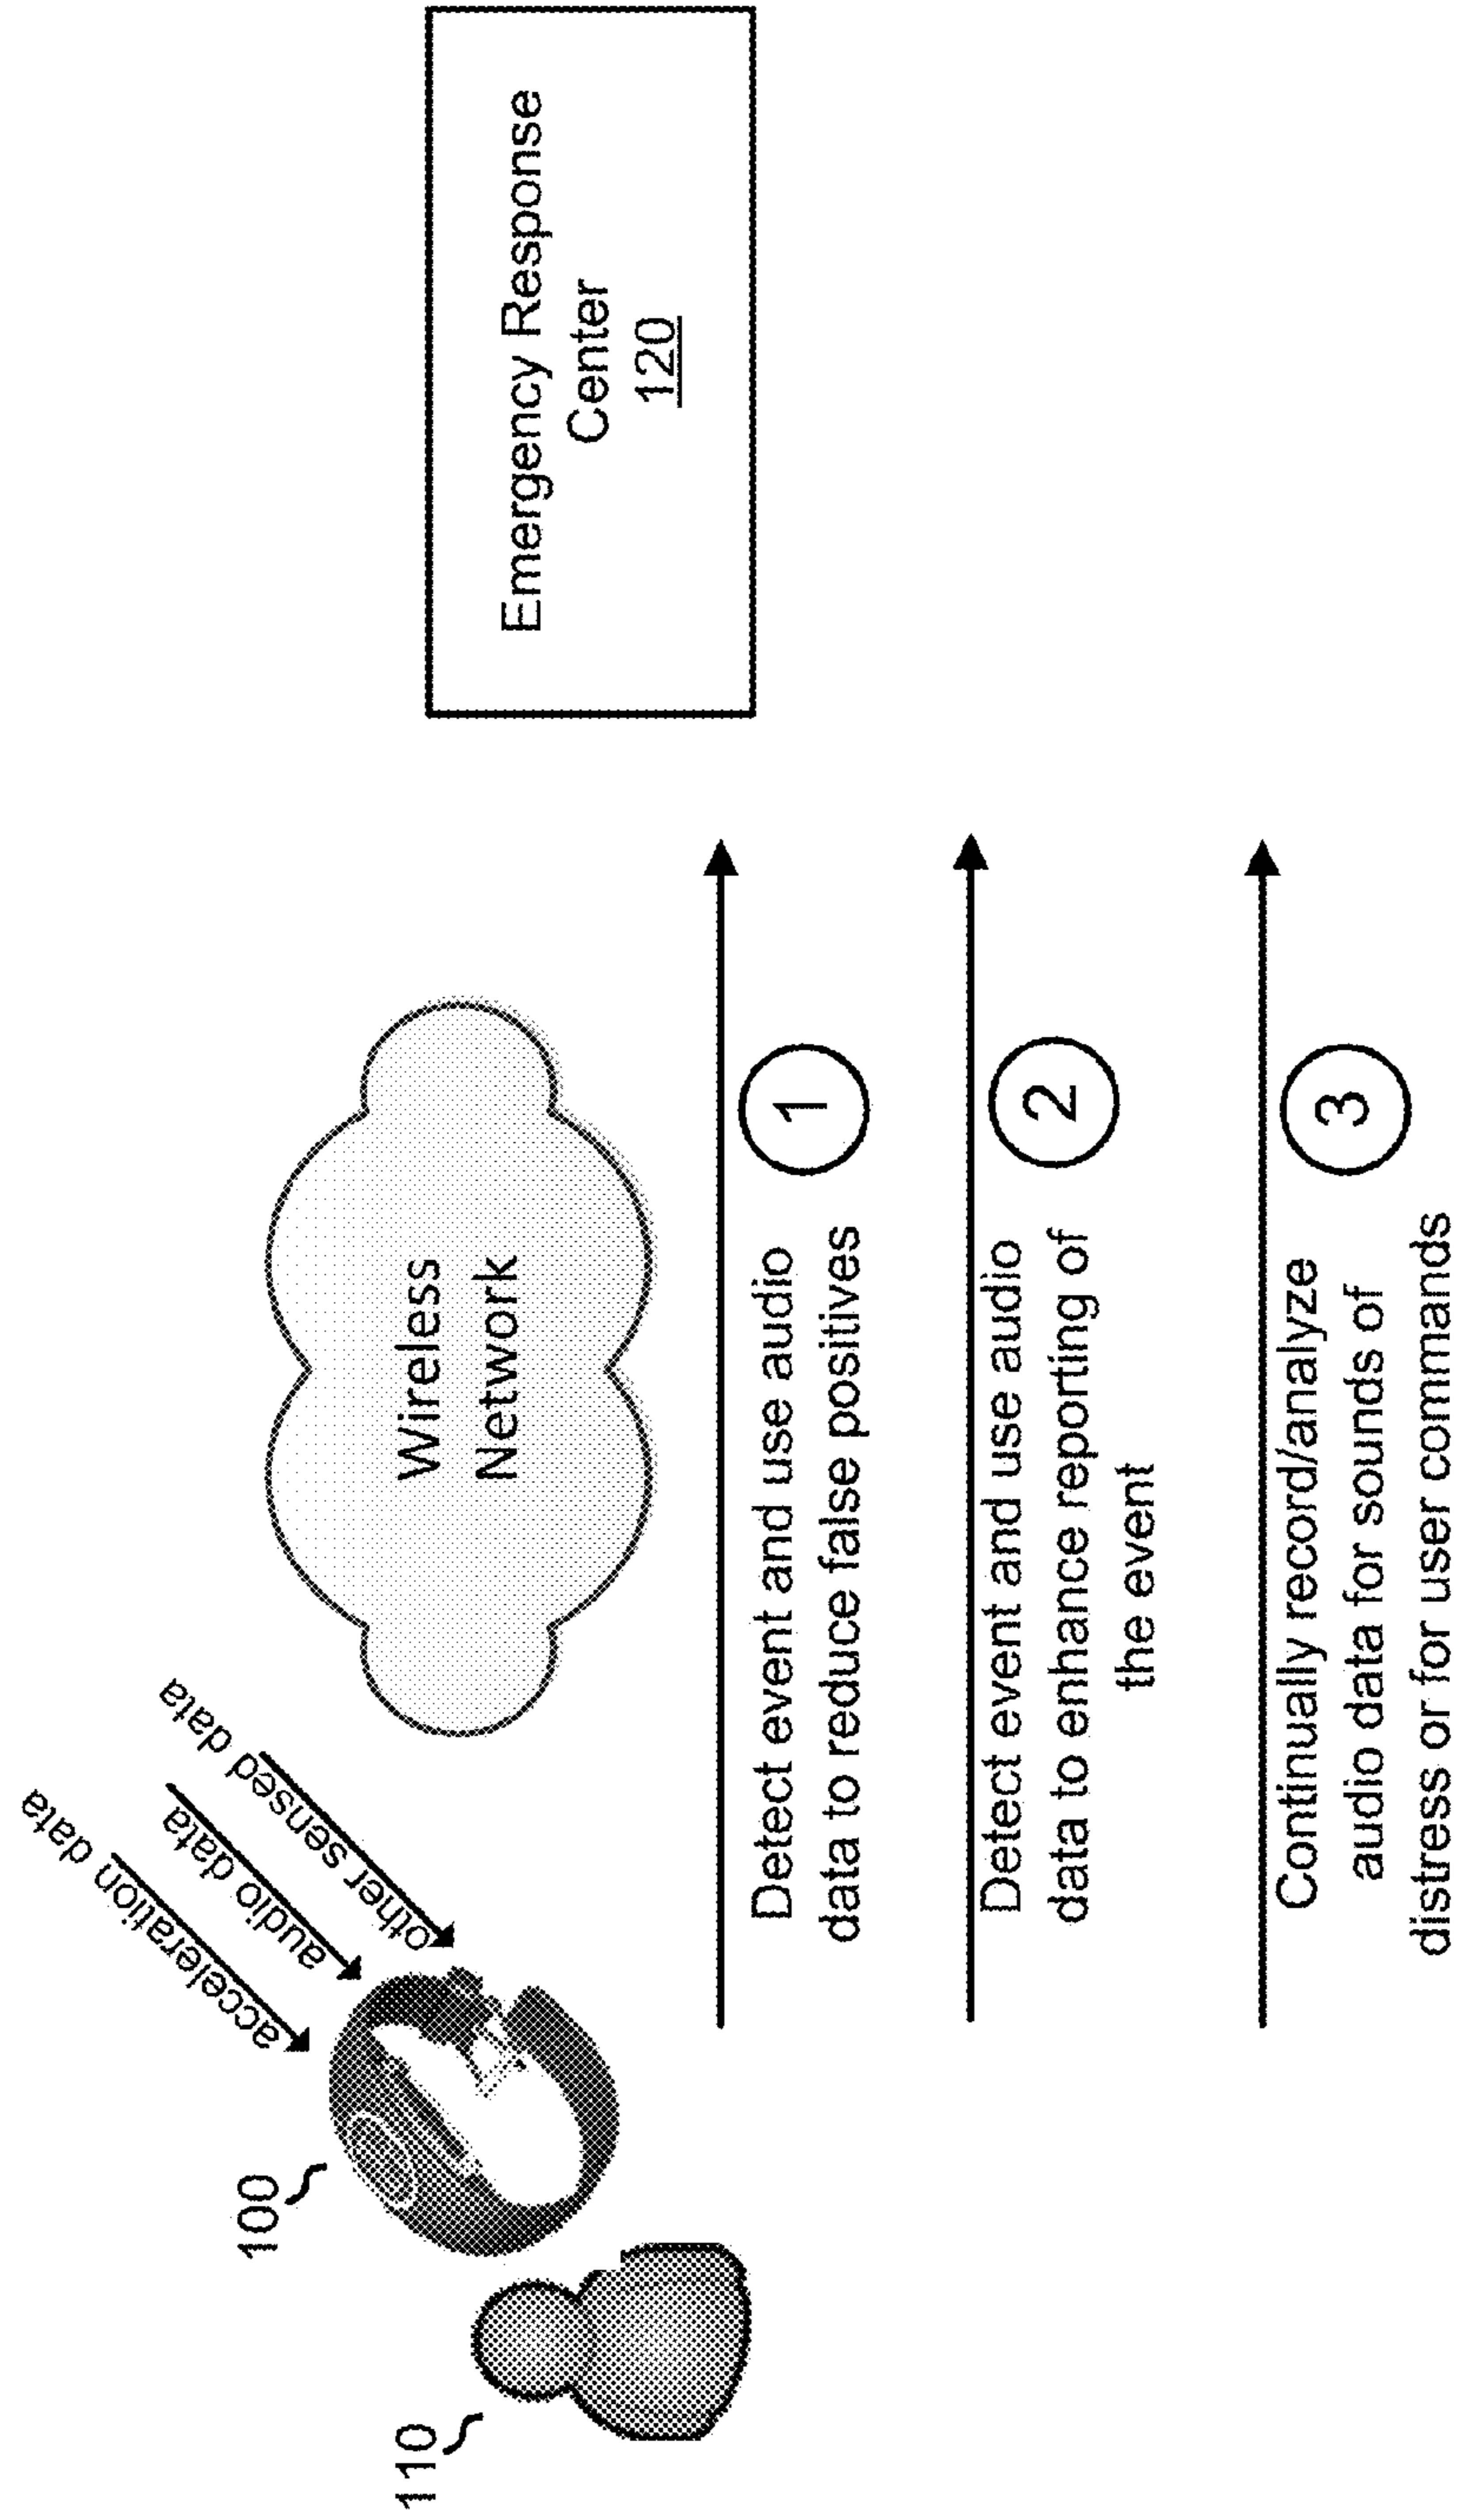 110
100
acceleration data
audio data
other sensed data
Wireless
Network
Emergency Response
Center
120
Detect event and use audio
data to reduce false positives
1
Detect event and use audio
data to enhance reporting of
the event
2
Continually record/analyze
audio data for sounds of
distress or for user commands
3